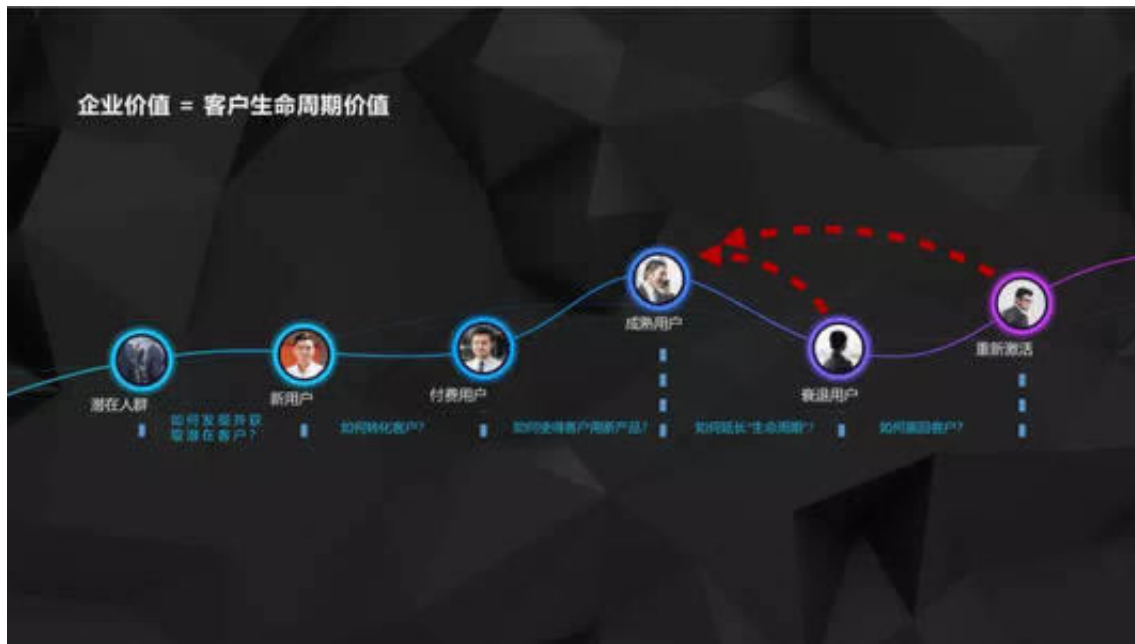 企业价值 = 客户生命周期价值
成熟用户
重新激活
潜在人群
新用户
付费用户
衰退用户
如何发现并获
取潜在客户？
如何转化客户？
如何使得客户用新产品？
如何延长“生命周期”？
如何赢回客户？